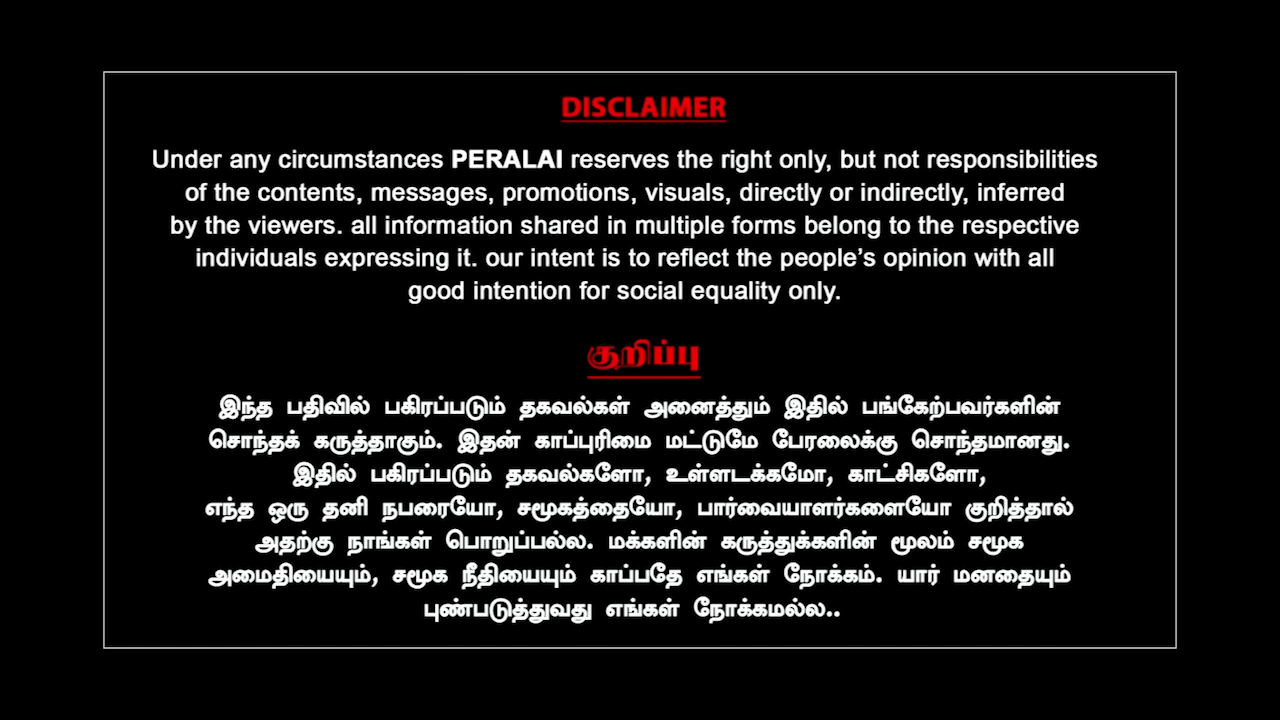 DISCLAIMER
Under any circumstances PERALAI reserves the right only, but not responsibilities
of the contents, messages, promotions, visuals, directly or indirectly, inferred
by the viewers. all information shared in multiple forms belong to the respective
individuals expressing it. our intent is to reflect the people’s opinion with all
good intention for social equality only.
குறிப்பு
இந்த பதிவில் பகிரப்படும் தகவல்கள் அனைத்தும் இதில் பங்கேற்பவர்களின்
சொந்தக் கருத்தாகும். இதன் காப்புரிமை மட்டுமே பேரலைக்கு சொந்தமானது.
இதில் பகிரப்படும் தகவல்களோ, உள்ளடக்கமோ, காட்சிகளோ,
எந்த ஒரு தனி நபரையோ, சமூகத்தையோ, பார்வையாளர்களையோ குறித்தால்
அதற்கு நாங்கள் பொறுப்பல்ல. மக்களின் கருத்துக்களின் மூலம் சமூக
அமைதியையும், சமூக நீதியையும் காப்பதே எங்கள் நோக்கம். யார் மனதையும்
புண்படுத்துவது எங்கள் நோக்கமல்ல..